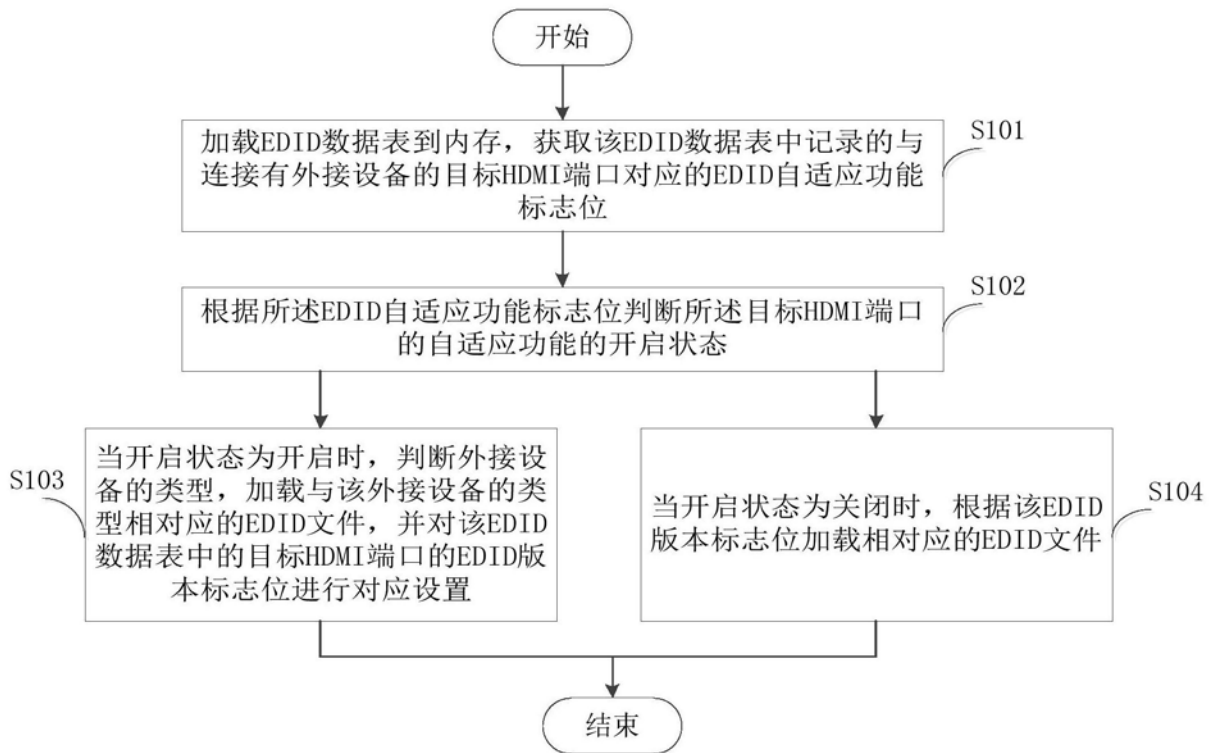 开始
加载EDID数据表到内存，获取该EDID数据表中记录的与
连接有外接设备的目标HDMI端口对应的EDID自适应功能
标志位
S101
根据所述EDID自适应功能标志位判断所述目标HDMI端口
的自适应功能的开启状态
S102
当开启状态为开启时，判断外接设
备的类型，加载与该外接设备的类
型相对应的EDID文件，并对该EDID
数据表中的目标HDMI端口的EDID版
本标志位进行对应设置
S103
当开启状态为关闭时，根据该EDID
版本标志位加载相对应的EDID文件
S104
结束